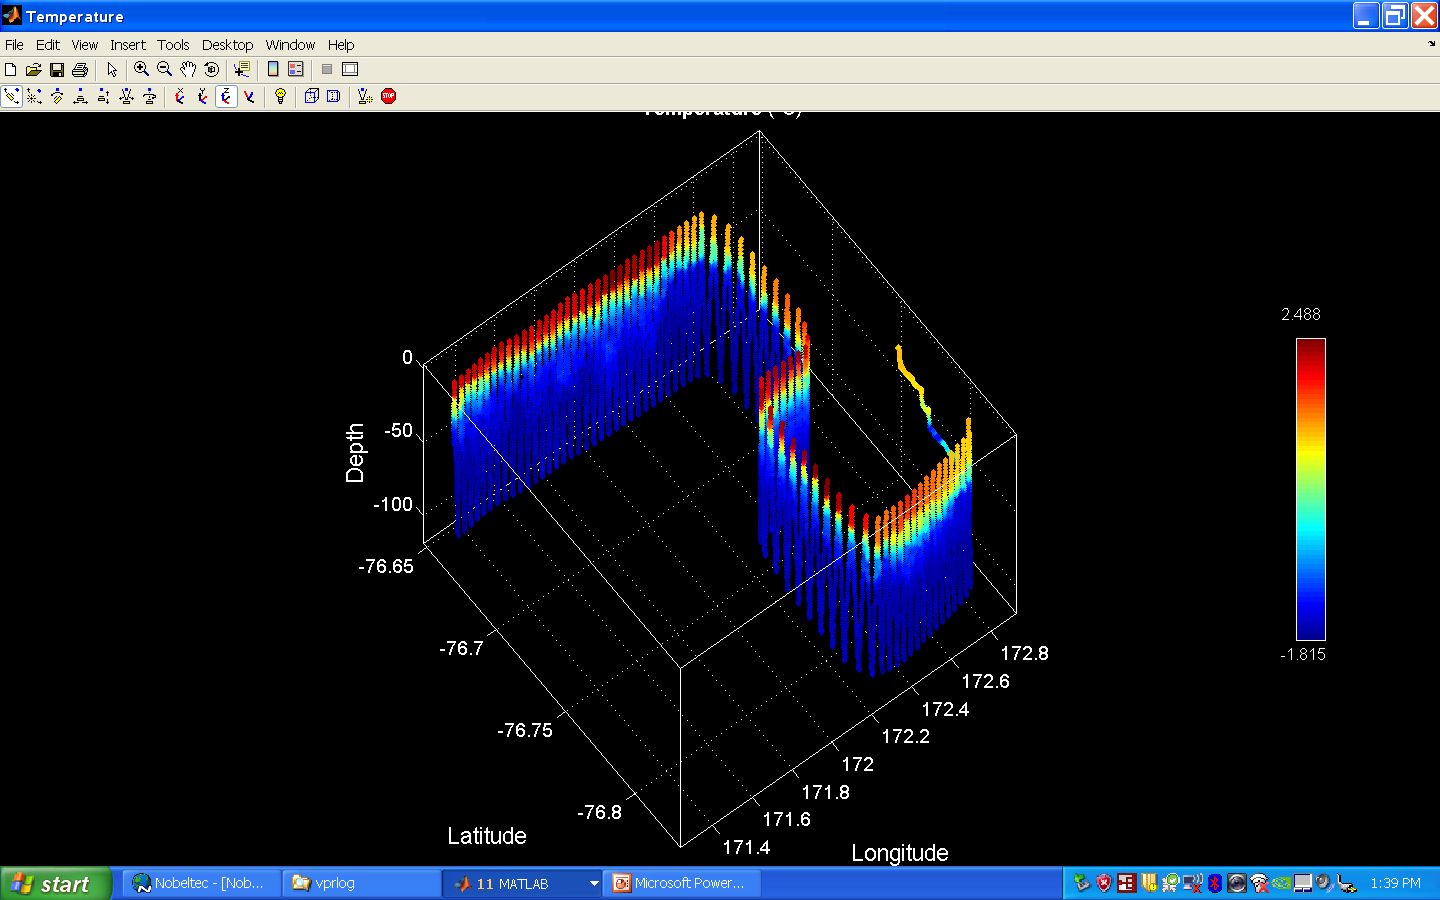 Temperature
File Edit View Insert Tools Desktop Window Help
STOP
Temperature (°C)
0
-50
-100
Depth
-76.65
-76.7
-76.75
-76.8
Latitude
171.4
171.6
171.8
172
172.2
172.4
172.6
172.8
Longitude
2.488
-1.815
start
Nobeltec - [Nob...
vprlog
11 MATLAB
Microsoft Power...
1:39 PM